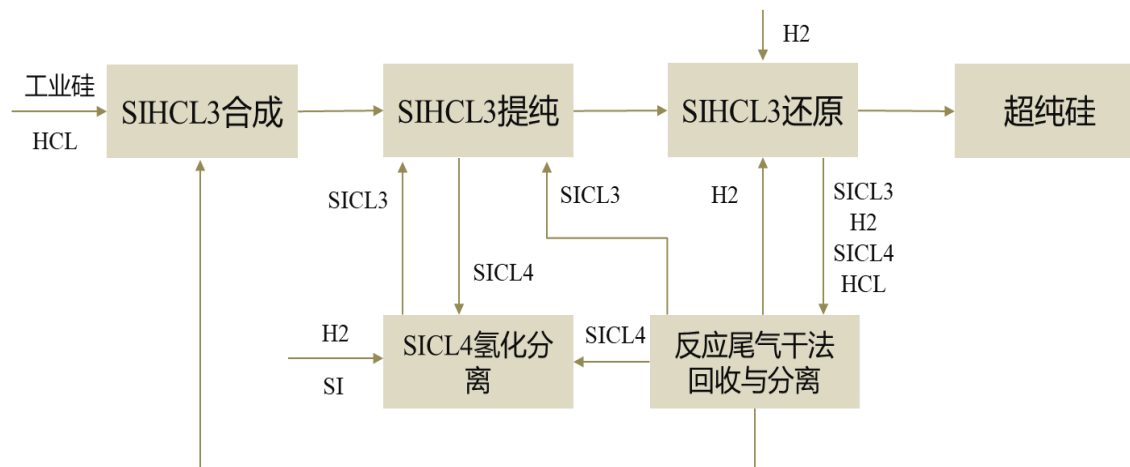 H2
工业硅
HCL
SIHCL3合成
SIHCL3提纯
SIHCL3还原
超纯硅
SICL3
SICL4
SICL3
H2
SICL3
H2
SICL4
HCL
H2
SI
SICL4氢化分
离
SICL4
反应尾气干法
回收与分离